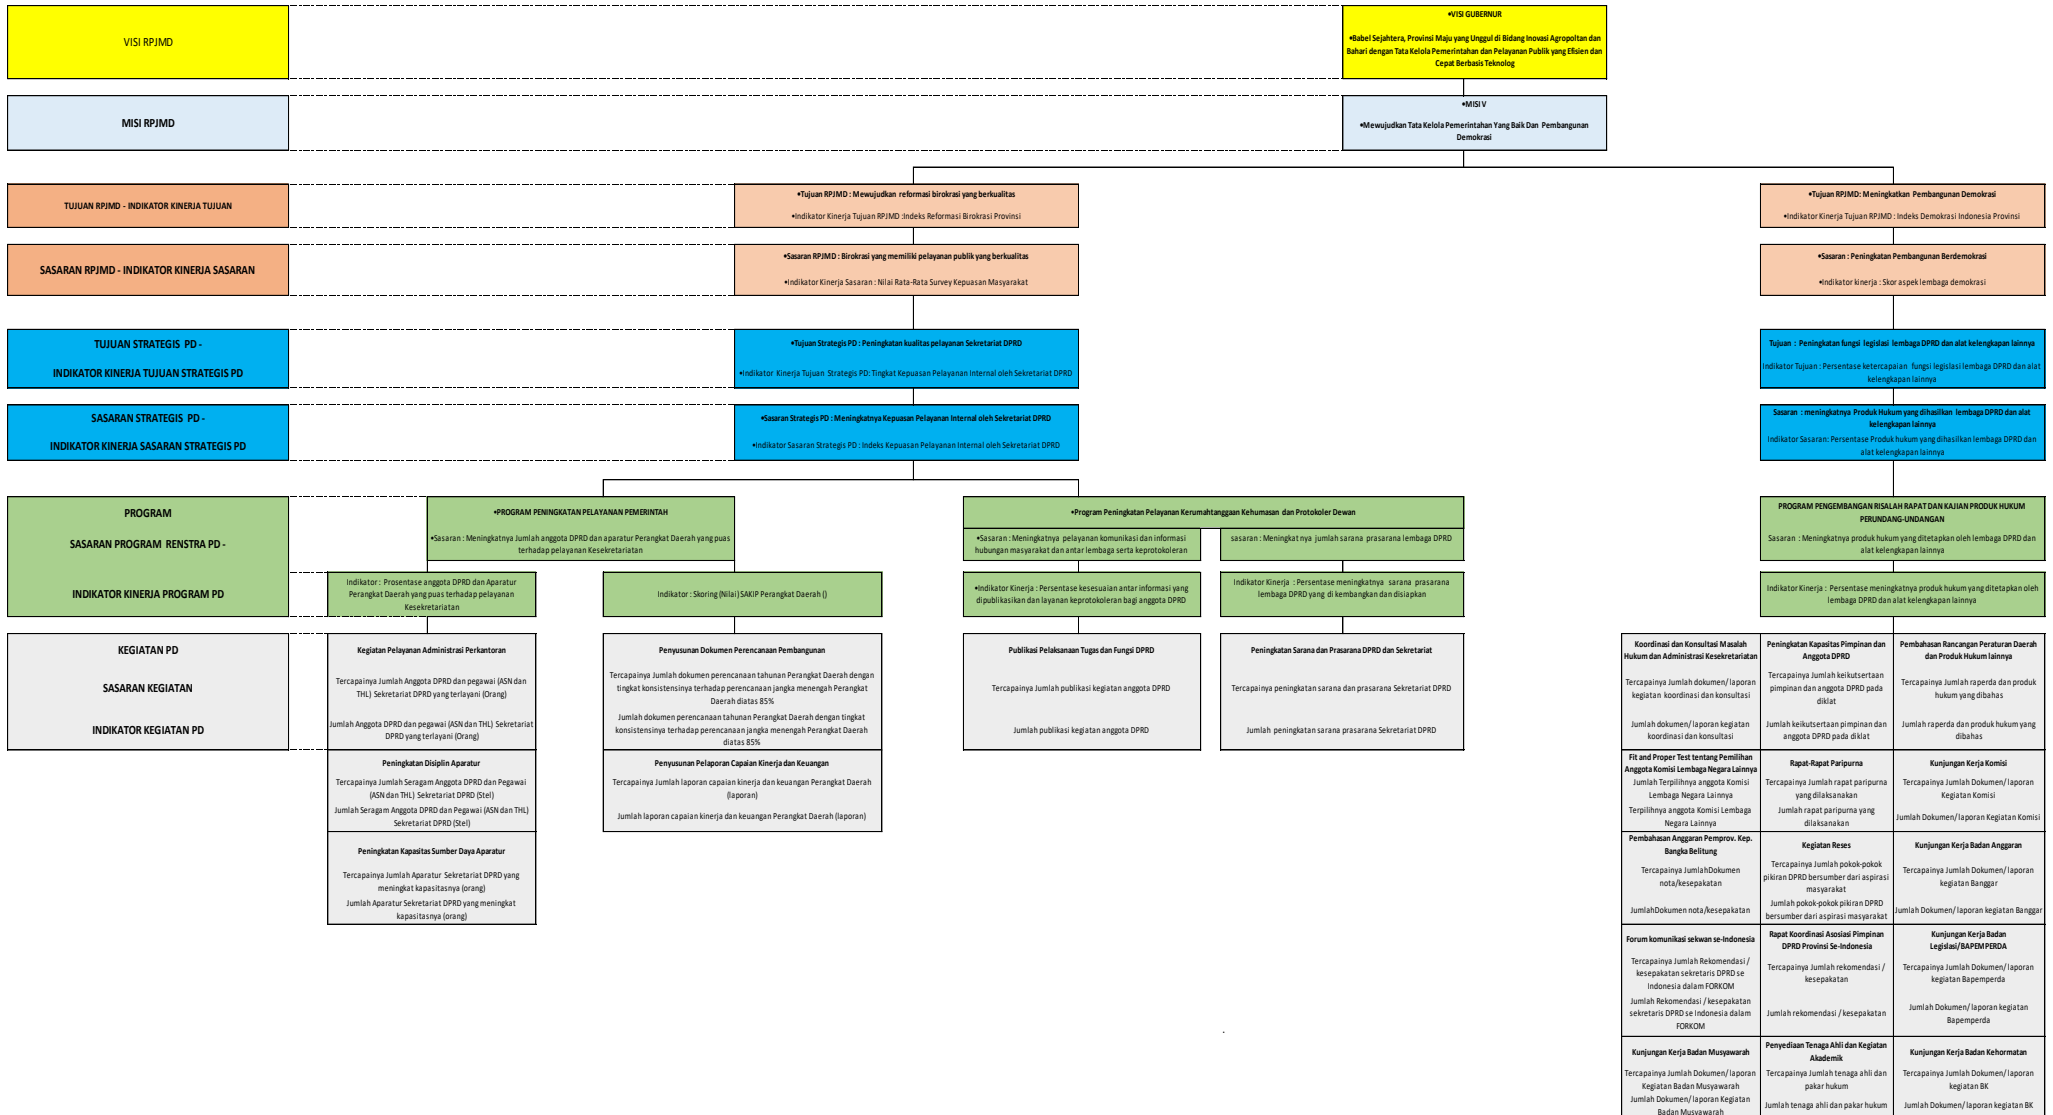 VISI RPJMD
•VISI GUBERNUR
•Babel Sejahtera, Provinsi Maju yang Unggul di Bidang Inovasi Agropoltan dan
Bahari dengan Tata Kelola Pemerintahan dan Pelayanan Publik yang Efisien dan
Cepat Berbasis Teknolog
MISI RPJMD
•MISI V
•Mewujudkan Tata Kelola Pemerintahan Yang Baik Dan Pembangunan
Demokrasi
TUJUAN RPJMD - INDIKATOR KINERJA TUJUAN
•Tujuan RPJMD : Mewujudkan reformasi birokrasi yang berkualitas
•Indikator Kinerja Tujuan RPJMD :Indeks Reformasi Birokrasi Provinsi
•Tujuan RPJMD: Meningkatkan Pembangunan Demokrasi
•Indikator Kinerja Tujuan RPJMD : Indeks Demokrasi Indonesia Provinsi
SASARAN RPJMD - INDIKATOR KINERJA SASARAN
•Sasaran RPJMD : Birokrasi yang memiliki pelayanan publik yang berkualitas
•Indikator Kinerja Sasaran : Nilai Rata-Rata Survey Kepuasan Masyarakat
•Sasaran : Peningkatan Pembangunan Berdemokrasi
•Indikator kinerja : Skor aspek lembaga demokrasi
TUJUAN STRATEGIS PD -
INDIKATOR KINERJA TUJUAN STRATEGIS PD
•Tujuan Strategis PD : Peningkatan kualitas pelayanan Sekretariat DPRD
•Indikator Kinerja Tujuan Strategis PD: Tingkat Kepuasan Pelayanan Internal oleh Sekretariat DPRD
Tujuan : Peningkatan fungsi legislasi lembaga DPRD dan alat kelengkapan lainnya
Indikator Tujuan : Persentase ketercapaian fungsi legislasi lembaga DPRD dan alat
kelengkapan lainnya
SASARAN STRATEGIS PD -
INDIKATOR KINERJA SASARAN STRATEGIS PD
•Sasaran Strategis PD : Meningkatnya Kepuasan Pelayanan Internal oleh Sekretariat DPRD
•Indikator Sasaran Strategis PD : Indeks Kepuasan Pelayanan Internal oleh Sekretariat DPRD
Sasaran : meningkatnya Produk Hukum yang dihasilkan lembaga DPRD dan alat
kelengkapan lainnya
Indikator Sasaran: Persentase Produk hukum yang dihasilkan lembaga DPRD dan
alat kelengkapan lainnya
PROGRAM
SASARAN PROGRAM RENSTRA PD -
INDIKATOR KINERJA PROGRAM PD
•PROGRAM PENINGKATAN PELAYANAN PEMERINTAH
•Sasaran : Meningkatnya Jumlah anggota DPRD dan aparatur Perangkat Daerah yang puas
terhadap pelayanan Kesekretariatan
Indikator : Prosentase anggota DPRD dan Aparatur
Perangkat Daerah yang puas terhadap pelayanan
Kesekretariatan
Indikator : Skoring (Nilai) SAKIP Perangkat Daerah ()
•Program Peningkatan Pelayanan Kerumahtanggaan Kehumasan dan Protokoler Dewan
•Sasaran : Meningkatnya pelayanan komunikasi dan informasi
hubungan masyarakat dan antar lembaga serta keprotokoleran
sasaran : Meningkat nya jumlah sarana prasarana lembaga DPRD
•Indikator Kinerja : Persentase kesesuaian antar informasi yang
dipublikasikan dan layanan keprotokoleran bagi anggota DPRD
Indikator Kinerja : Persentase meningkatnya sarana prasarana
lembaga DPRD yang di kembangkan dan disiapkan
PROGRAM PENGEMBANGAN RISALAH RAPAT DAN KAJIAN PRODUK HUKUM
PERUNDANG-UNDANGAN
Sasaran : Meningkatnya produk hukum yang ditetapkan oleh lembaga DPRD dan
alat kelengkapan lainnya
Indikator Kinerja : Persentase meningkatnya produk hukum yang ditetapkan oleh
lembaga DPRD dan alat kelengkapan lainnya
KEGIATAN PD
SASARAN KEGIATAN
INDIKATOR KEGIATAN PD
Kegiatan Pelayanan Administrasi Perkantoran
Tercapainya Jumlah Anggota DPRD dan pegawai (ASN dan
THL) Sekretariat DPRD yang terlayani (Orang)
Jumlah Anggota DPRD dan pegawai (ASN dan THL) Sekretariat
DPRD yang terlayani (Orang)
Peningkatan Disiplin Aparatur
Tercapainya Jumlah Seragam Anggota DPRD dan Pegawai
(ASN dan THL) Sekretariat DPRD (Stel)
Jumlah Seragam Anggota DPRD dan Pegawai (ASN dan THL)
Sekretariat DPRD (Stel)
Peningkatan Kapasitas Sumber Daya Aparatur
Tercapainya Jumlah Aparatur Sekretariat DPRD yang
meningkat kapasitasnya (orang)
Jumlah Aparatur Sekretariat DPRD yang meningkat
kapasitasnya (orang)
Penyusunan Dokumen Perencanaan Pembangunan
Tercapainya Jumlah dokumen perencanaan tahunan Perangkat Daerah dengan
tingkat konsistensinya terhadap perencanaan jangka menengah Perangkat
Daerah diatas 85%
Jumlah dokumen perencanaan tahunan Perangkat Daerah dengan tingkat
konsistensinya terhadap perencanaan jangka menengah Perangkat Daerah
diatas 85%
Penyusunan Pelaporan Capaian Kinerja dan Keuangan
Tercapainya Jumlah laporan capaian kinerja dan keuangan Perangkat Daerah
(laporan)
Jumlah laporan capaian kinerja dan keuangan Perangkat Daerah (laporan)
Publikasi Pelaksanaan Tugas dan Fungsi DPRD
Tercapainya Jumlah publikasi kegiatan anggota DPRD
Jumlah publikasi kegiatan anggota DPRD
Peningkatan Sarana dan Prasarana DPRD dan Sekretariat
Tercapainya peningkatan sarana dan prasarana Sekretariat DPRD
Jumlah peningkatan sarana prasarana Sekretariat DPRD
Koordinasi dan Konsultasi Masalah
Hukum dan Administrasi Kesekretariatan
Tercapainya Jumlah dokumen/ laporan
kegiatan koordinasi dan konsultasi
Jumlah dokumen/ laporan kegiatan
koordinasi dan konsultasi
Peningkatan Kapasitas Pimpinan dan
Anggota DPRD
Tercapainya Jumlah keikutsertaan
pimpinan dan anggota DPRD pada
diklat
Jumlah keikutsertaan pimpinan dan
anggota DPRD pada diklat
Pembahasan Rancangan Peraturan Daerah
dan Produk Hukum lainnya
Tercapainya Jumlah raperda dan produk
hukum yang dibahas
Jumlah raperda dan produk hukum yang
dibahas
Fit and Proper Test tentang Pemilihan
Anggota Komisi Lembaga Negara Lainnya
Jumlah Terpilihnya anggota Komisi
Lembaga Negara Lainnya
Terpilihnya anggota Komisi Lembaga
Negara Lainnya
Rapat-Rapat Paripurna
Tercapainya Jumlah rapat paripurna
yang dilaksanakan
Jumlah rapat paripurna yang
dilaksanakan
Kunjungan Kerja Komisi
Tercapainya Jumlah Dokumen/ laporan
Kegiatan Komisi
Jumlah Dokumen/ laporan Kegiatan Komisi
Pembahasan Anggaran Pemprov. Kep.
Bangka Belitung
Tercapainya JumlahDokumen
nota/kesepakatan
JumlahDokumen nota/kesepakatan
Kegiatan Reses
Tercapainya Jumlah pokok-pokok
pikiran DPRD bersumber dari aspirasi
masyarakat
Jumlah pokok-pokok pikiran DPRD
bersumber dari aspirasi masyarakat
Kunjungan Kerja Badan Anggaran
Tercapainya Jumlah Dokumen/ laporan
kegiatan Banggar
Jumlah Dokumen/ laporan kegiatan Banggar
Forum komunikasi sekwan se-Indonesia
Tercapainya Jumlah Rekomendasi /
kesepakatan sekretaris DPRD se
Indonesia dalam FORKOM
Jumlah Rekomendasi / kesepakatan
sekretaris DPRD se Indonesia dalam
FORKOM
Rapat Koordinasi Asosiasi Pimpinan
DPRD Provinsi Se-Indonesia
Tercapainya Jumlah rekomendasi /
kesepakatan
Jumlah rekomendasi / kesepakatan
Kunjungan Kerja Badan
Legislasi/BAPEMPERDA
Tercapainya Jumlah Dokumen/ laporan
kegiatan Bapemperda
Jumlah Dokumen/ laporan kegiatan
Bapemperda
Kunjungan Kerja Badan Musyawarah
Tercapainya Jumlah Dokumen/ laporan
Kegiatan Badan Musyawarah
Jumlah Dokumen/ laporan Kegiatan
Badan Musyawarah
Penyediaan Tenaga Ahli dan Kegiatan
Akademik
Tercapainya Jumlah tenaga ahli dan
pakar hukum
Jumlah tenaga ahli dan pakar hukum
Kunjungan Kerja Badan Kehormatan
Tercapainya Jumlah Dokumen/ laporan
kegiatan BK
Jumlah Dokumen/ laporan kegiatan BK